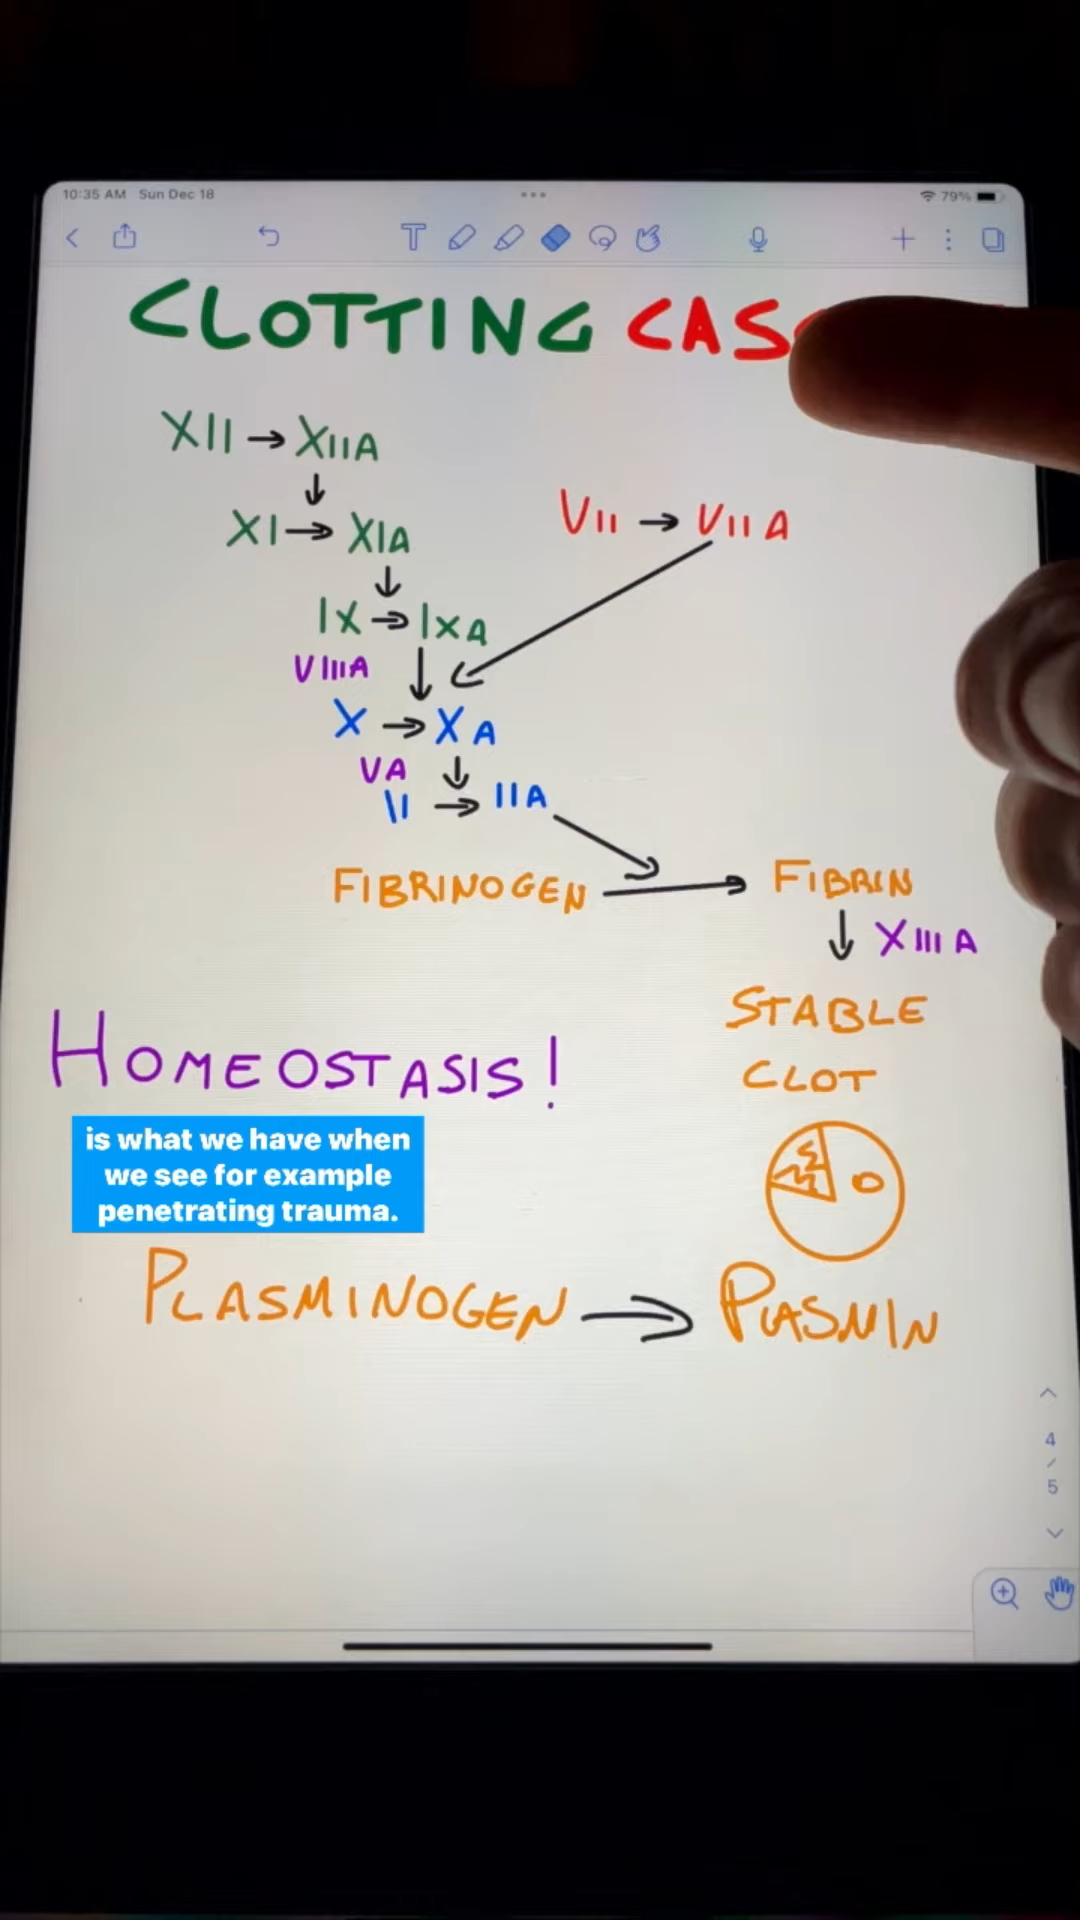 10:35 AM Sun Dec 18
79%
CLOTTING CAS
XII → XIIA
XI → XIA
VII → VIIA
IX → IXA
VIIIA
X → XA
VA
II → IIA
FIBRINOGEN → FIBRIN
XIIIA
STABLE
CLOT
HOMEOSTASIS!
is what we have when
we see for example
penetrating trauma.
PLASMINOGEN → PLASMIN
4
/
5